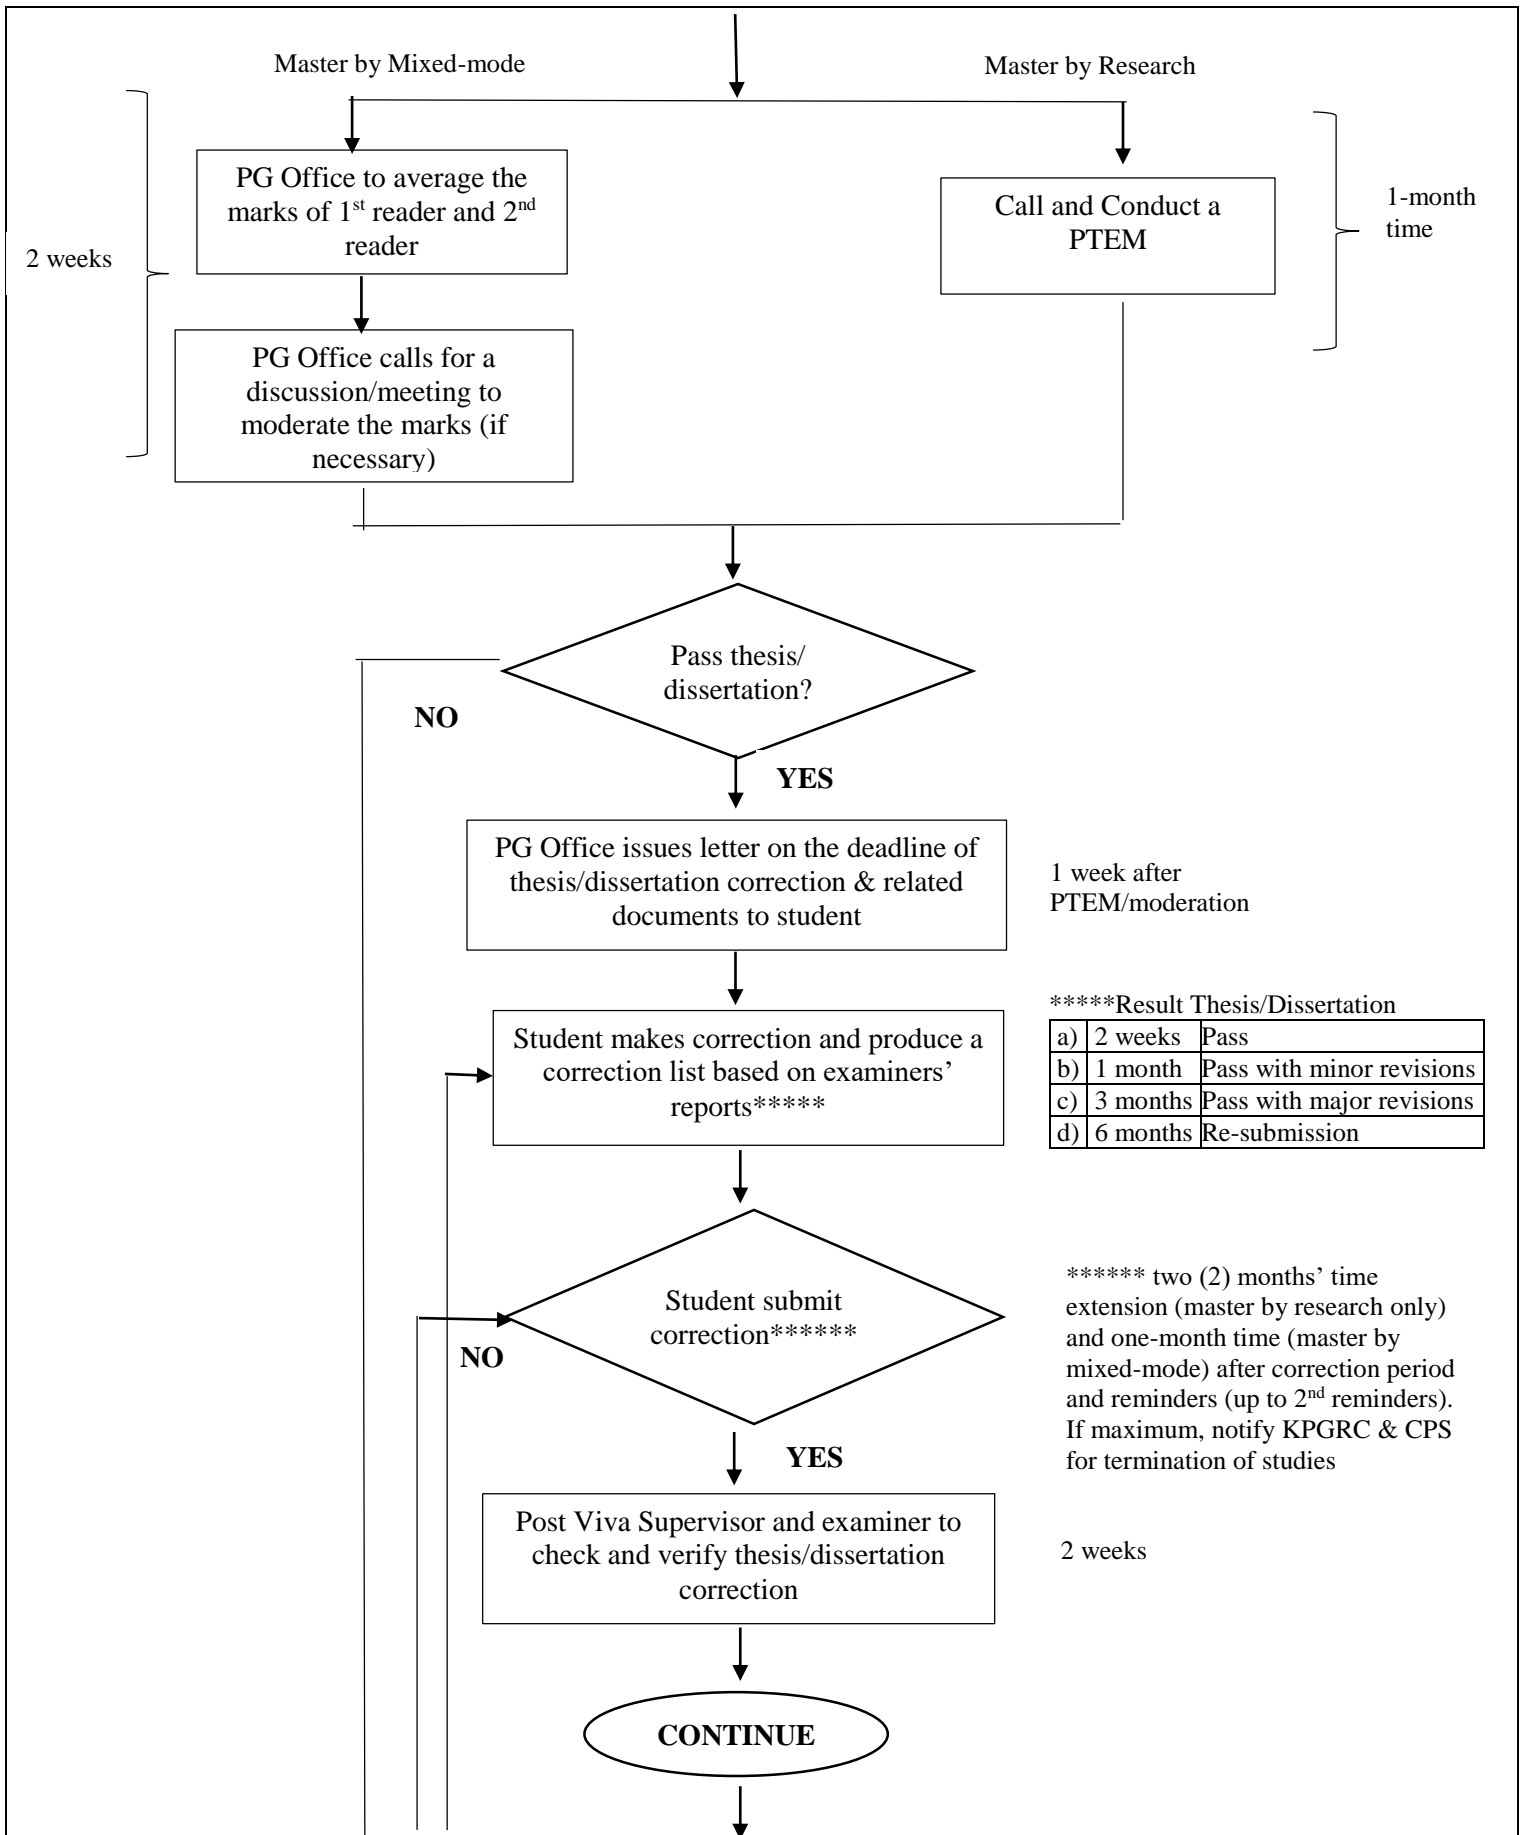 Master by Mixed-mode
Master by Research
PG Office to average the
marks of 1st reader and 2nd
reader
2 weeks
Call and Conduct a
PTEM
1-month
time
PG Office calls for a
discussion/meeting to
moderate the marks (if
necessary)
Pass thesis/
dissertation?
NO
YES
PG Office issues letter on the deadline of
thesis/dissertation correction & related
documents to student
1 week after
PTEM/moderation
Student makes correction and produce a
correction list based on examiners’
reports*****
*****Result Thesis/Dissertation
a) 2 weeks Pass
b) 1 month Pass with minor revisions
c) 3 months Pass with major revisions
d) 6 months Re-submission
Student submit
correction******
NO
YES
****** two (2) months’ time
extension (master by research only)
and one-month time (master by
mixed-mode) after correction period
and reminders (up to 2nd reminders).
If maximum, notify KPGRC & CPS
for termination of studies
Post Viva Supervisor and examiner to
check and verify thesis/dissertation
correction
2 weeks
CONTINUE